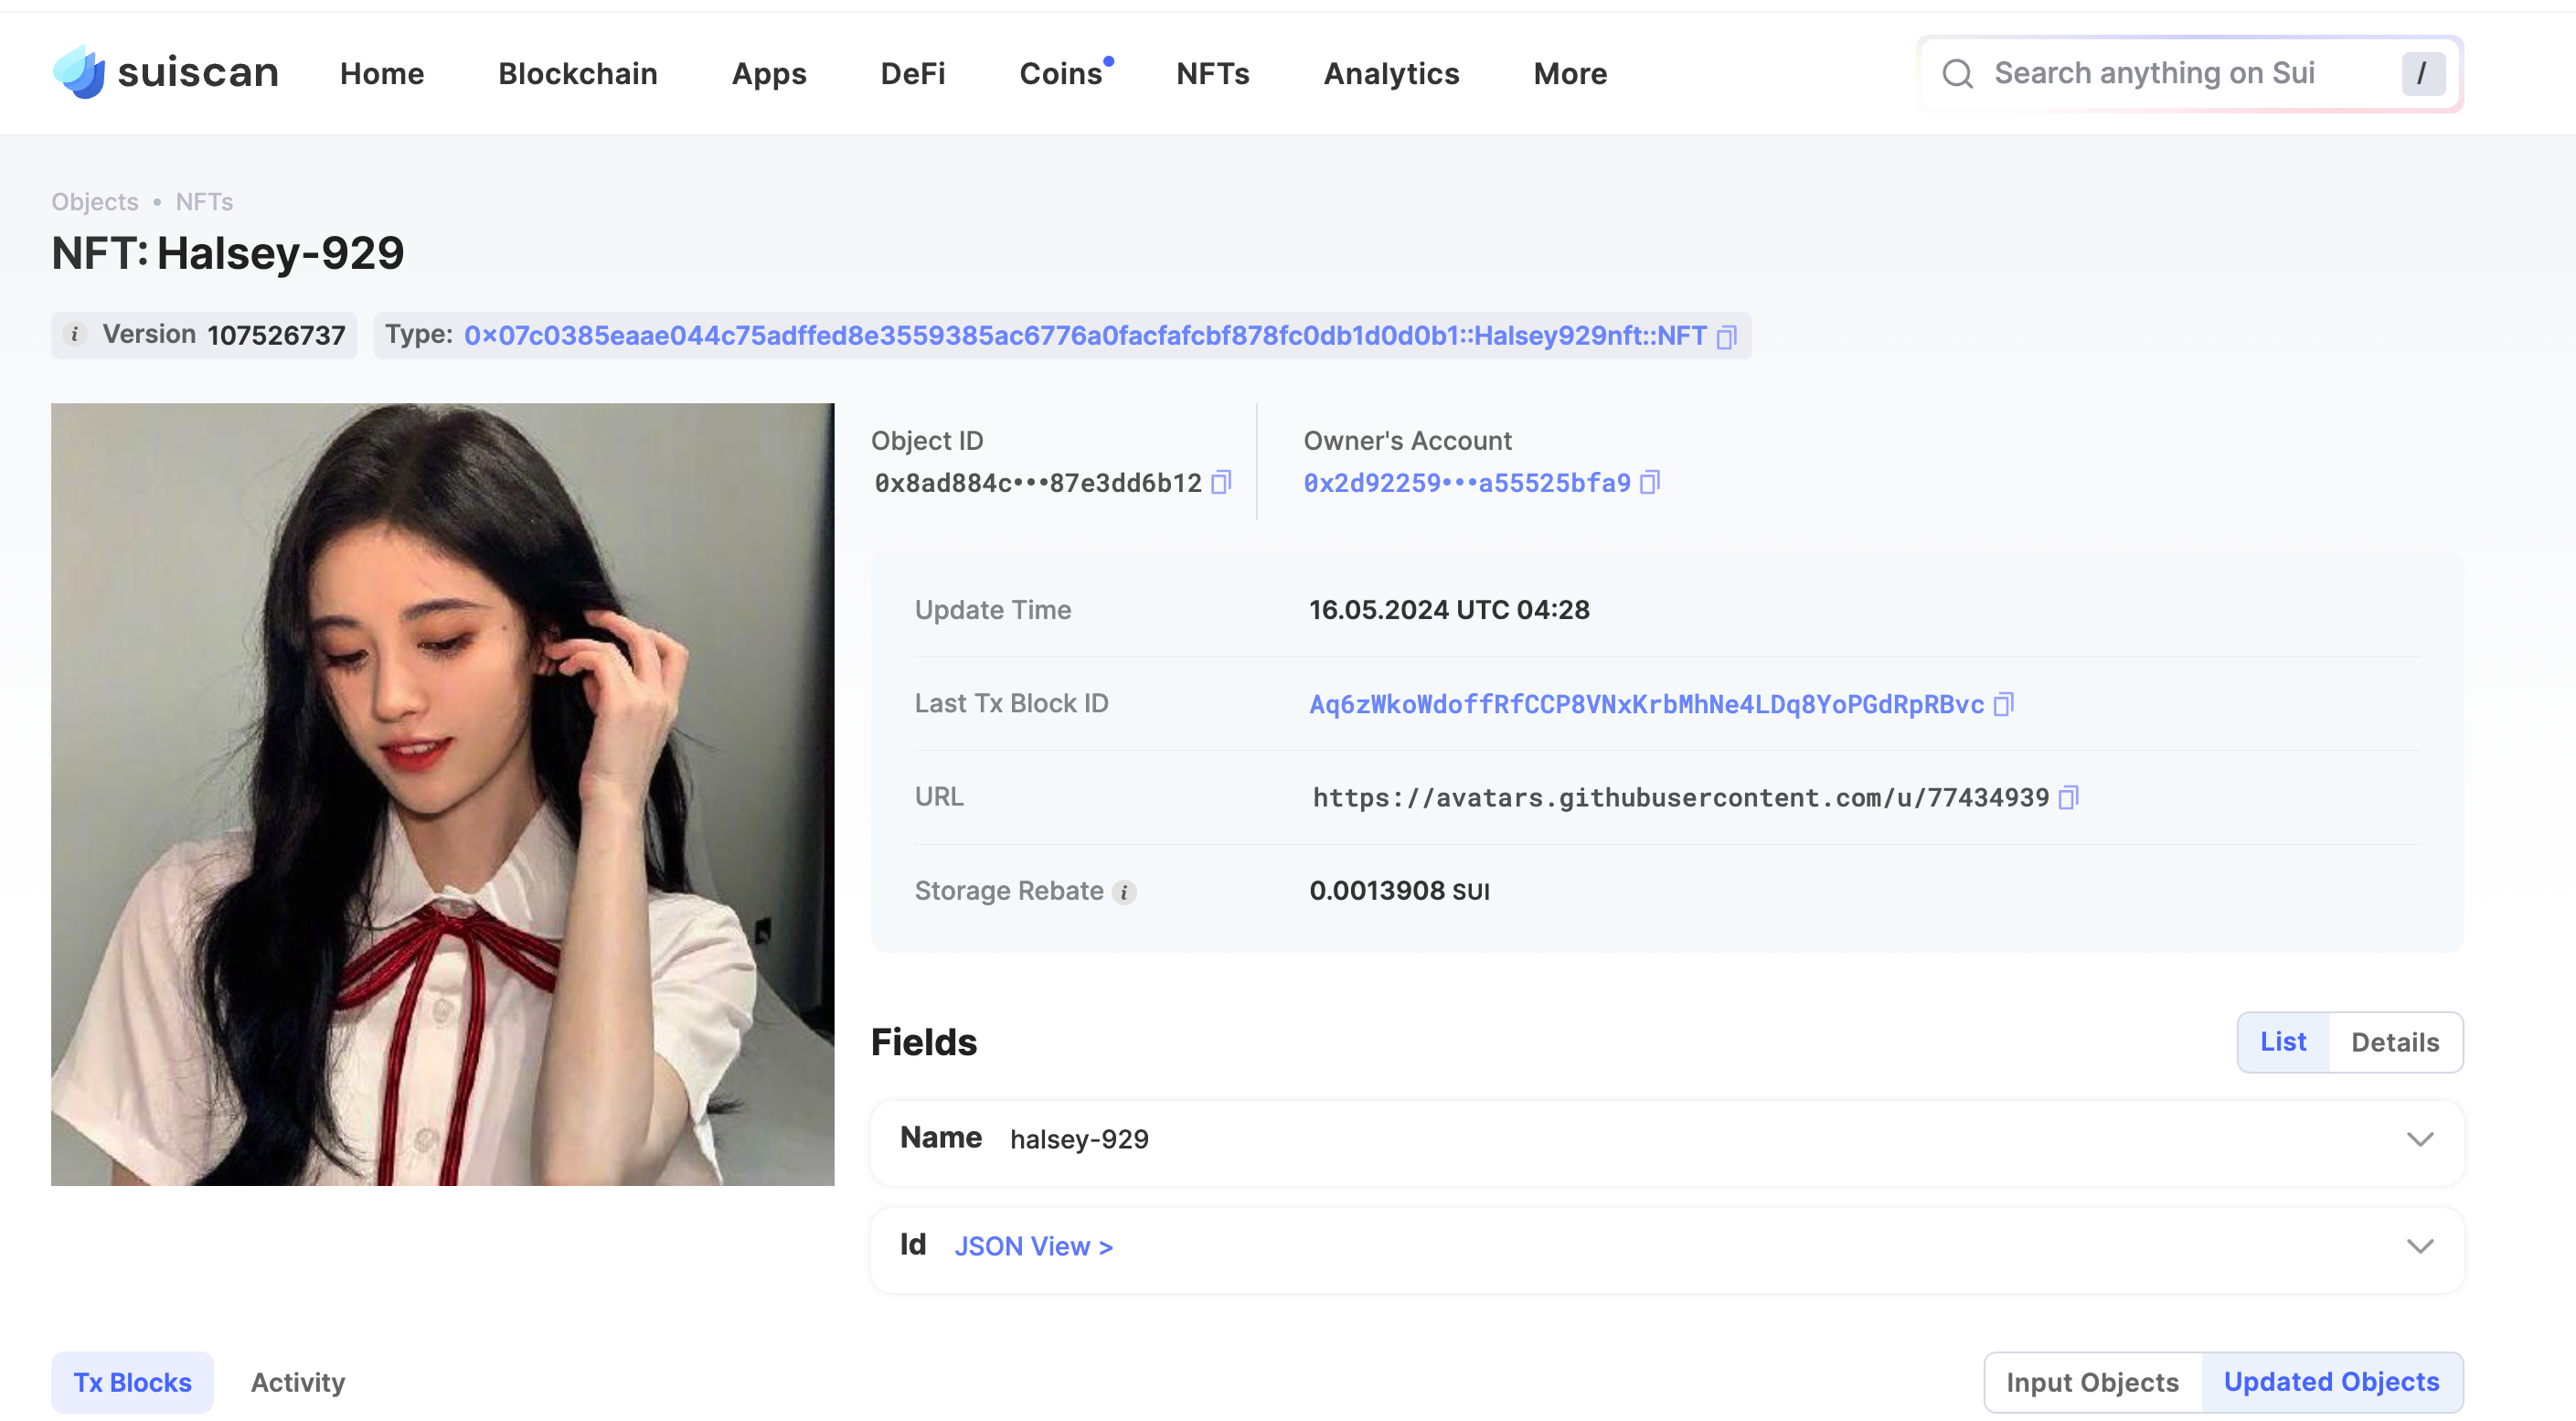 suiscan Home Blockchain Apps DeFi Coins NFTs Analytics More Search anything on Sui /
Objects • NFTs
NFT: Halsey-929
i Version 107526737 Type: 0x07c0385eaae044c75adffed8e3559385ac6776a0facfafcbf878fc0db1d0d0b1::Halsey929nft::NFT
Object ID Owner's Account
0x8ad884c•••87e3dd6b12 0x2d92259•••a55525bfa9
Update Time 16.05.2024 UTC 04:28
Last Tx Block ID Aq6zWkoWdoffRfCCP8VNxKrbMhNe4LDq8YoPGdRpRBvc
URL https://avatars.githubusercontent.com/u/77434939
Storage Rebate i 0.0013908 SUI
Fields List Details
Name halsey-929
Id JSON View >
Tx Blocks Activity Input Objects Updated Objects